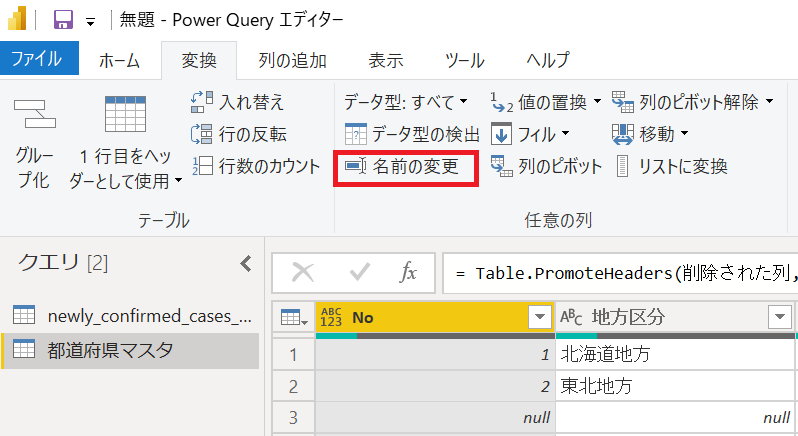 無題 - Power Query エディター
ファイル ホーム 変換 列の追加 表示 ツール ヘルプ
グループ化
1 行目をヘッダーとして使用
入れ替え
行の反転
行数のカウント
テーブル
データ型: すべて
データ型の検出
名前の変更
値の置換
フィル
列のピボット
列のピボット解除
移動
リストに変換
任意の列
クエリ [2]
newly_confirmed_cases_...
都道府県マスタ
fx = Table.PromoteHeaders(削除された列,
ABC 123 No ABC 地方区分
1 1 北海道地方
2 2 東北地方
3 null null